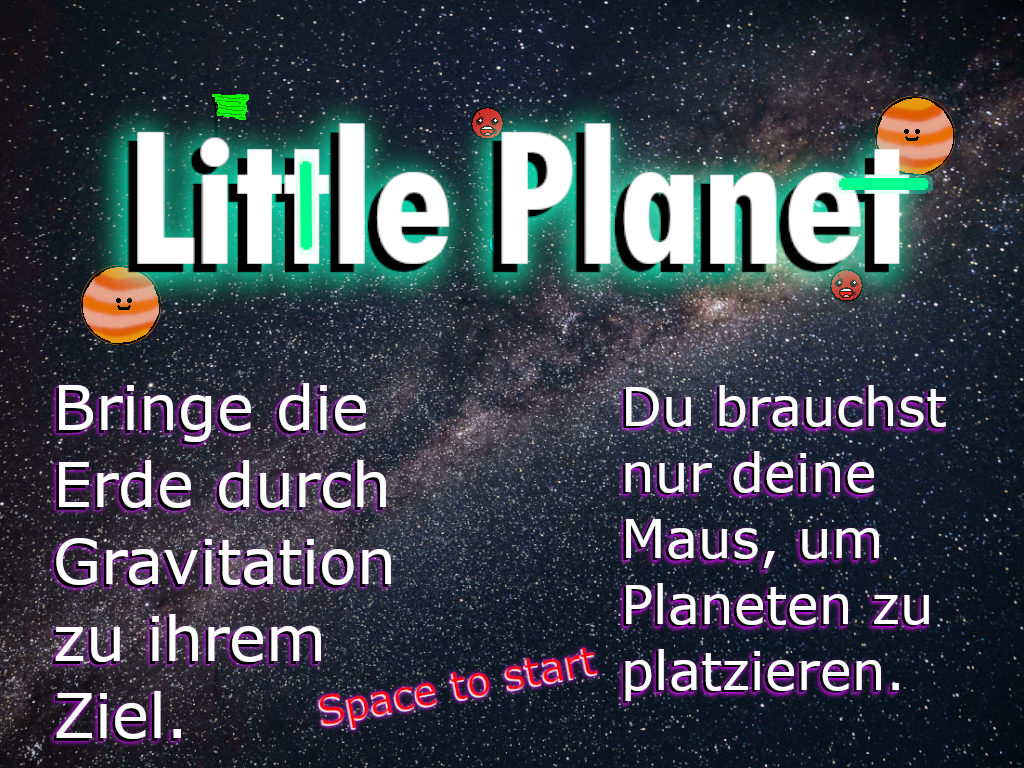 Little Planet
Bringe die
Erde durch
Gravitation
zu ihrem
Ziel.
Du brauchst
nur deine
Maus, um
Planeten zu
platzieren.
Space to start